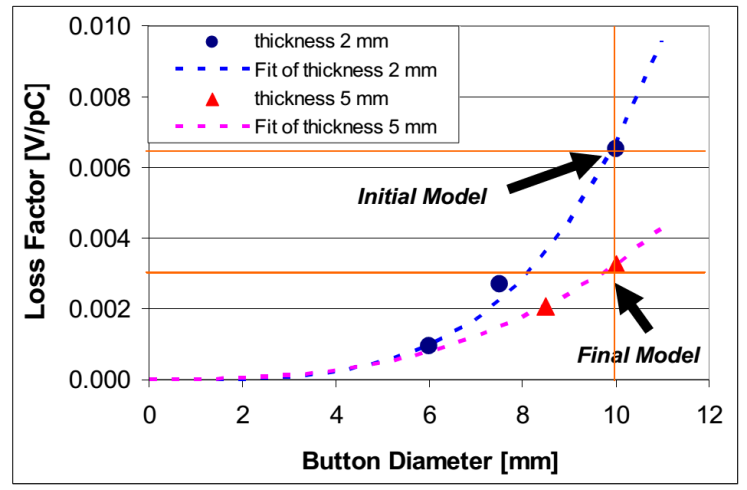 0.010
0.008
0.006
0.004
0.002
0.000
Loss Factor [V/pC]
thickness 2 mm
Fit of thickness 2 mm
thickness 5 mm
Fit of thickness 5 mm
Initial Model
Final Model
0 2 4 6 8 10 12
Button Diameter [mm]